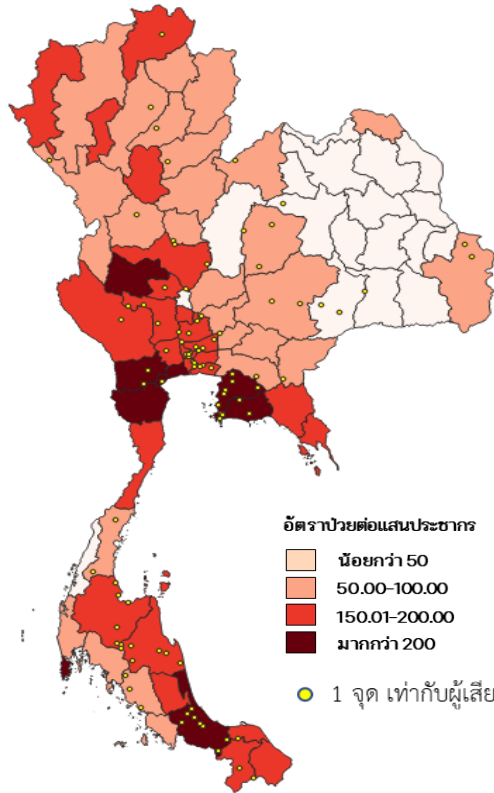 อัตราป่วยต่อแสนประชากร
น้อยกว่า 50
50.00-100.00
150.01-200.00
มากกว่า 200
1 จุด เท่ากับผู้เสีย